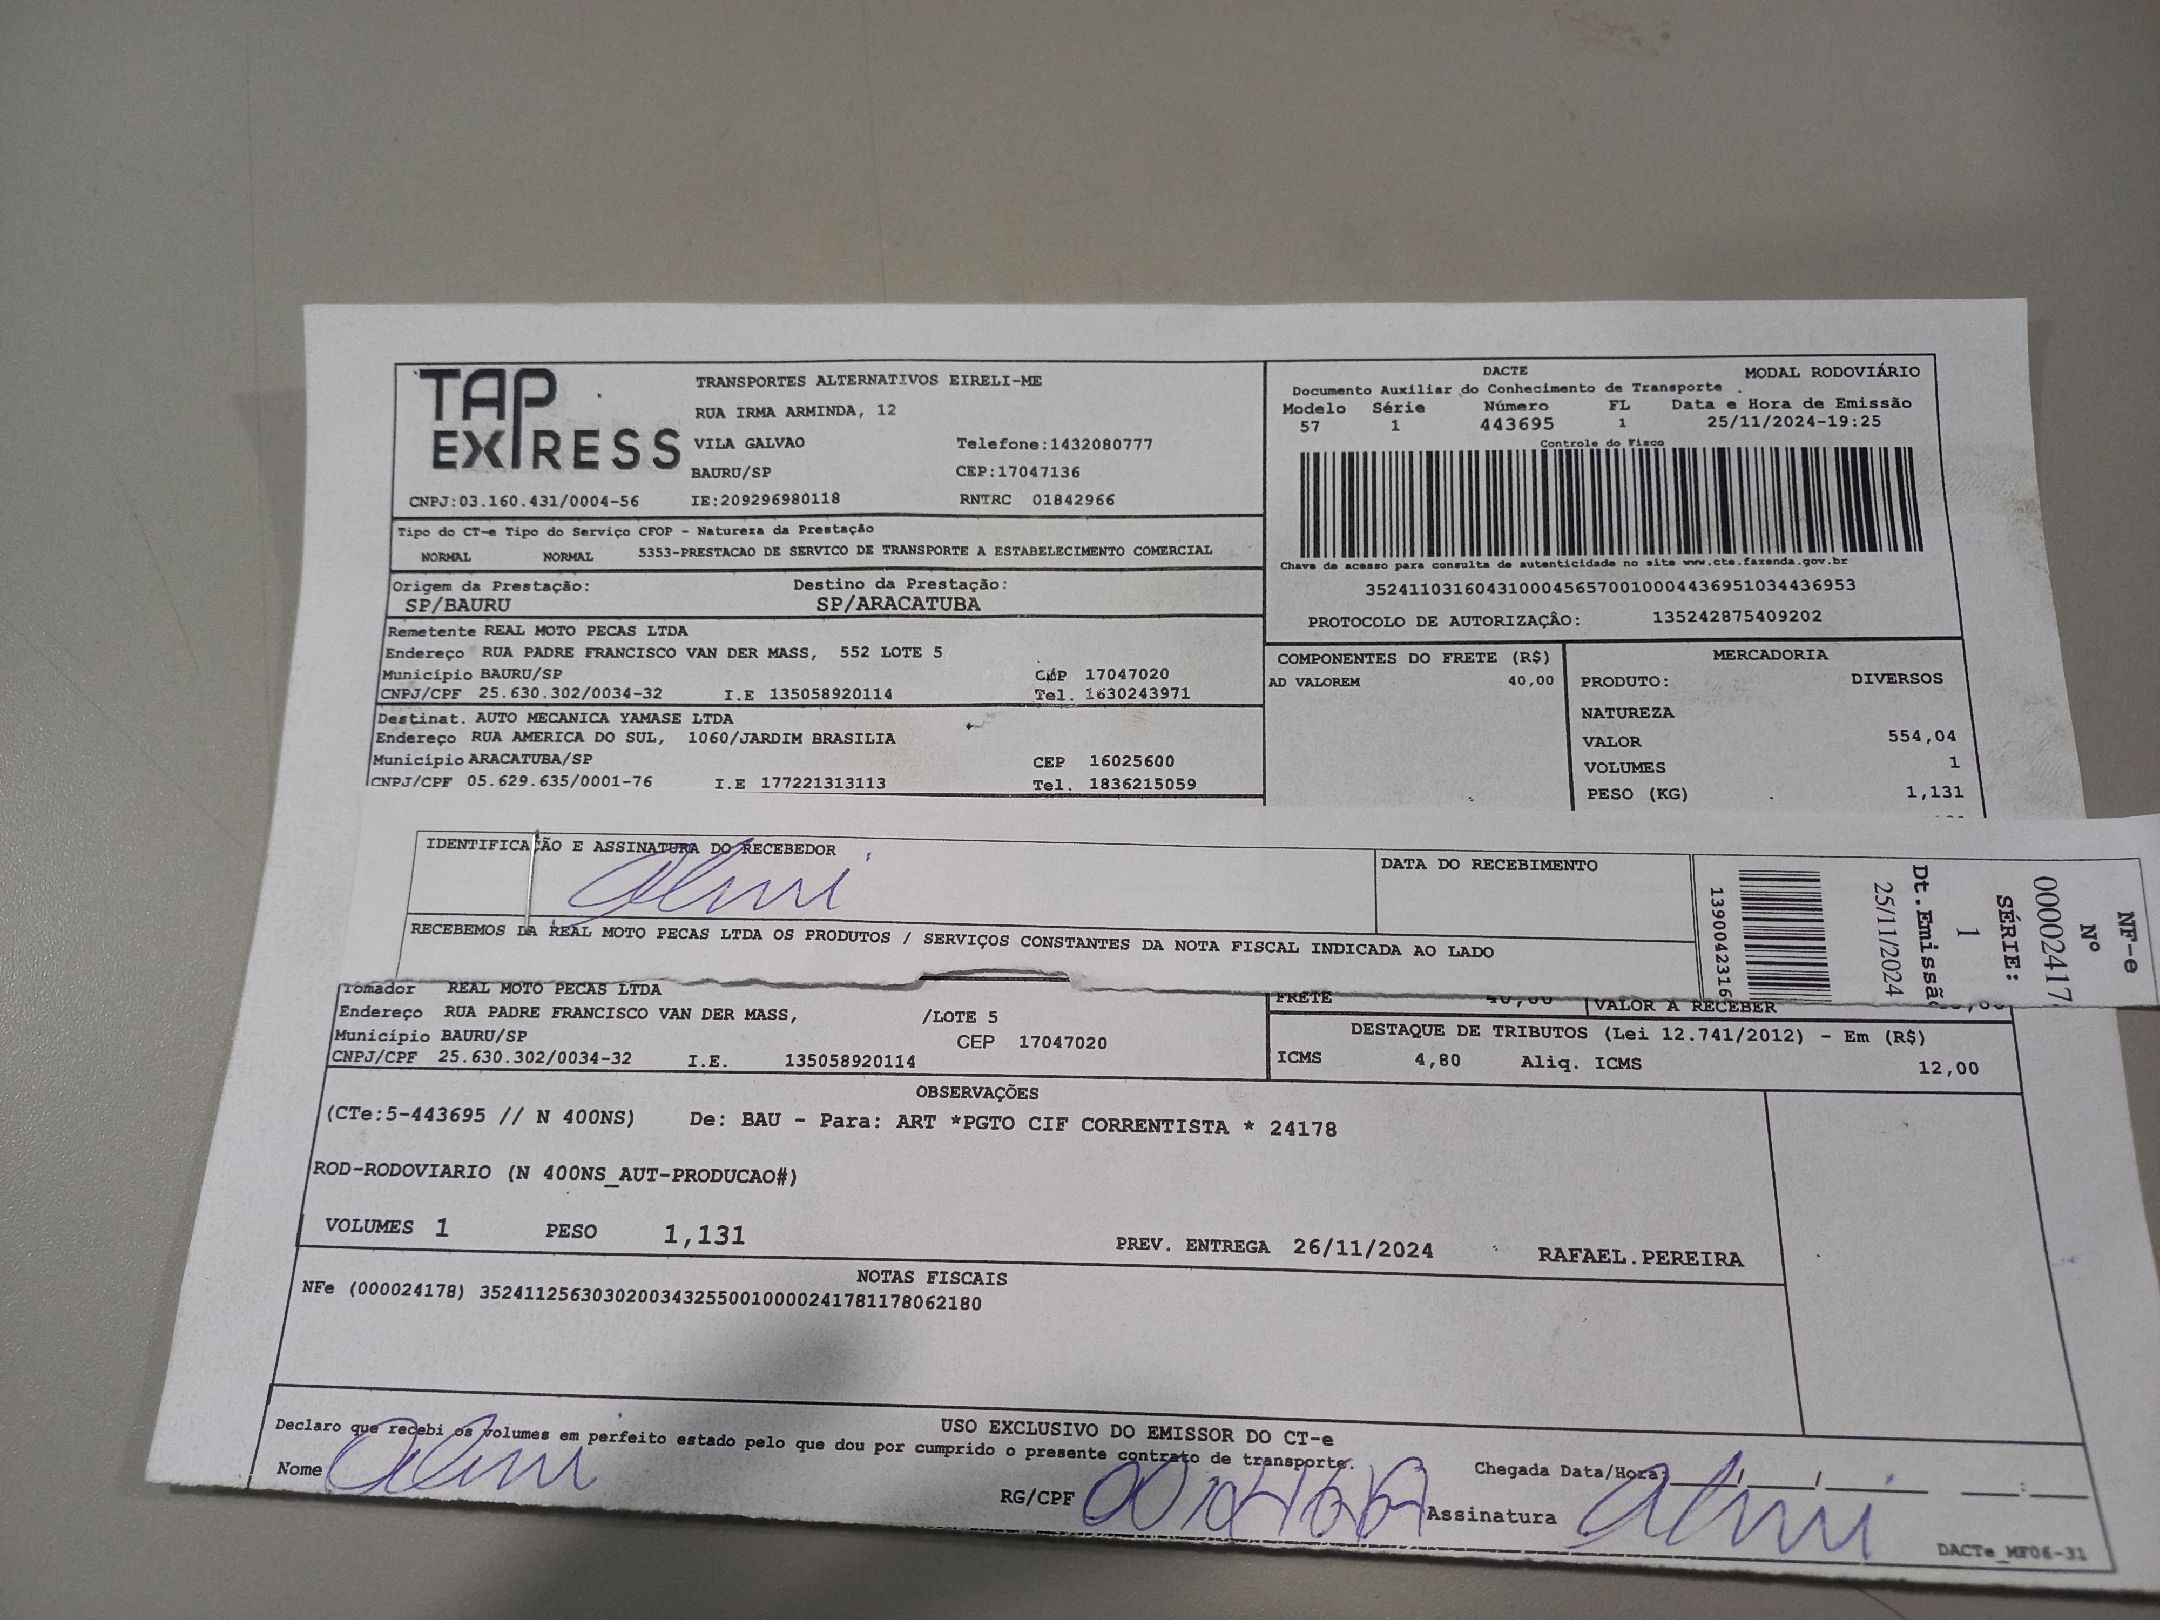 TAP EXPRESS
TRANSPORTES ALTERNATIVOS EIRELI-ME
RUA IRMA ARMINDA, 12
VILA GALVAO Telefone:1432080777
BAURU/SP CEP:17047136
CNPJ:03.160.431/0004-56 IE:209296980118 RNTRC 01842966
DACTE MODAL RODOVIÁRIO
Documento Auxiliar do Conhecimento de Transporte
Modelo Série Número FL Data e Hora de Emissão
57 1 443695 1 25/11/2024-19:25
Controle do Fisco
Chave de acesso para consulta de autenticidade no site www.cte.fazenda.gov.br
35241103160431000456570010004436951034436953
PROTOCOLO DE AUTORIZAÇÃO: 135242875409202
Tipo do CT-e Tipo do Serviço CFOP - Natureza da Prestação
NORMAL NORMAL 5353-PRESTACAO DE SERVICO DE TRANSPORTE A ESTABELECIMENTO COMERCIAL
Origem da Prestação: Destino da Prestação:
SP/BAURU SP/ARACATUBA
Remetente REAL MOTO PECAS LTDA
Endereço RUA PADRE FRANCISCO VAN DER MASS, 552 LOTE 5
Município BAURU/SP CEP 17047020
CNPJ/CPF 25.630.302/0034-32 I.E 135058920114 Tel. 1630243971
Destinat. AUTO MECANICA YAMASE LTDA
Endereço RUA AMERICA DO SUL, 1060/JARDIM BRASILIA
Município ARACATUBA/SP CEP 16025600
CNPJ/CPF 05.629.635/0001-76 I.E 177221313113 Tel. 1836215059
COMPONENTES DO FRETE (R$)
AD VALOREM 40,00
MERCADORIA
PRODUTO: DIVERSOS
NATUREZA
VALOR 554,04
VOLUMES 1
PESO (KG) 1,131
IDENTIFICAÇÃO E ASSINATURA DO RECEBEDOR
DATA DO RECEBIMENTO
RECEBEMOS DA REAL MOTO PECAS LTDA OS PRODUTOS / SERVIÇOS CONSTANTES DA NOTA FISCAL INDICADA AO LADO
NF-e
Nº
00002417
SÉRIE:
1
Dt.Emissã
25/11/2024
1390042316
Tomador REAL MOTO PECAS LTDA
Endereço RUA PADRE FRANCISCO VAN DER MASS, /LOTE 5
Município BAURU/SP CEP 17047020
CNPJ/CPF 25.630.302/0034-32 I.E. 135058920114
FRETE 40,00 VALOR A RECEBER
DESTAQUE DE TRIBUTOS (Lei 12.741/2012) - Em (R$)
ICMS 4,80 Aliq. ICMS 12,00
OBSERVAÇÕES
(CTe:5-443695 // N 400NS) De: BAU - Para: ART *PGTO CIF CORRENTISTA * 24178
ROD-RODOVIARIO (N 400NS_AUT-PRODUCAO#)
VOLUMES 1 PESO 1,131
PREV. ENTREGA 26/11/2024 RAFAEL.PEREIRA
NOTAS FISCAIS
NFe (000024178) 35241125630302003432550010000241781178062180
USO EXCLUSIVO DO EMISSOR DO CT-e
Declaro que recebi os volumes em perfeito estado pelo que dou por cumprido o presente contrato de transporte.
Nome RG/CPF Assinatura
Chegada Data/Hora: / / :
DACTe_MF06-31